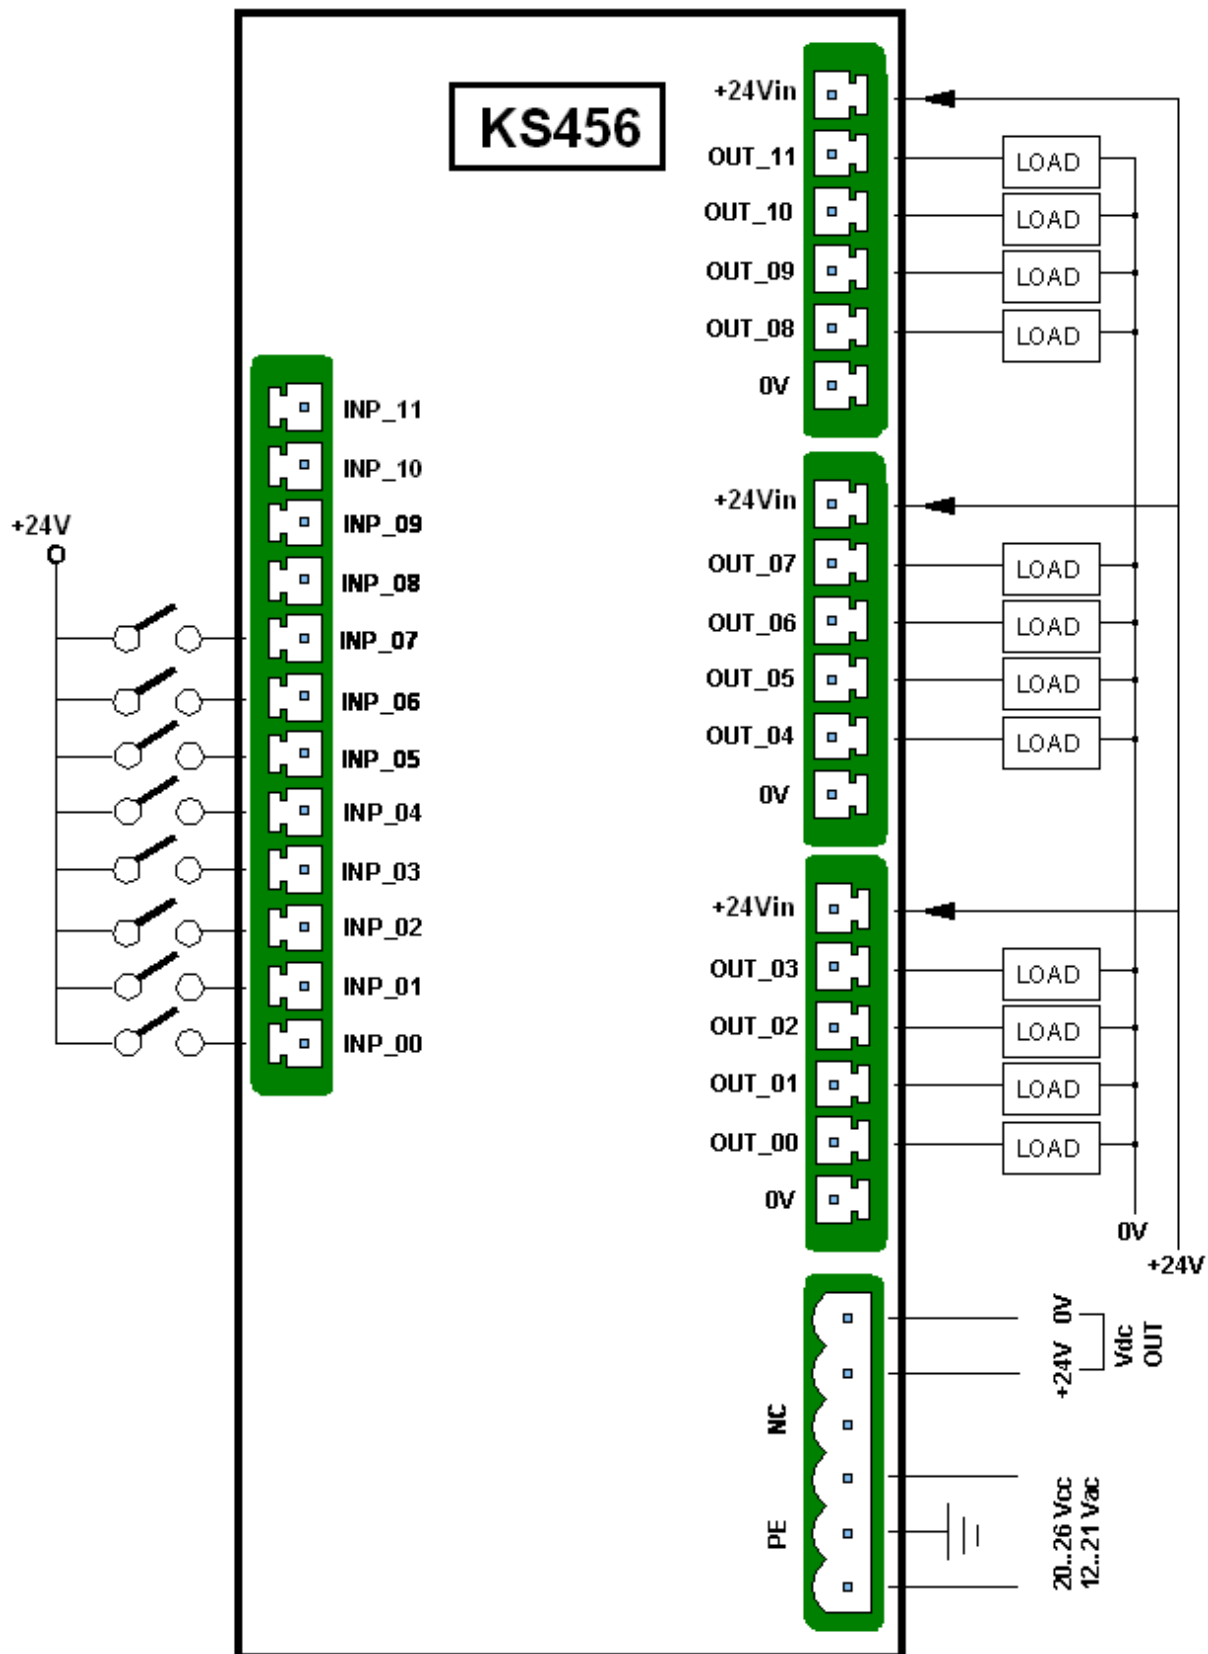 KS456
+24Vin
OUT_11
LOAD
OUT_10
LOAD
OUT_09
LOAD
OUT_08
LOAD
0V
+24V
INP_11
INP_10
INP_09
INP_08
INP_07
INP_06
INP_05
INP_04
INP_03
INP_02
INP_01
INP_00
+24Vin
OUT_07
LOAD
OUT_06
LOAD
OUT_05
LOAD
OUT_04
LOAD
0V
+24Vin
OUT_03
LOAD
OUT_02
LOAD
OUT_01
LOAD
OUT_00
LOAD
0V
0V
+24V
0V
+24V
Vdc
OUT
NC
PE
20..26 Vcc
12..21 Vac